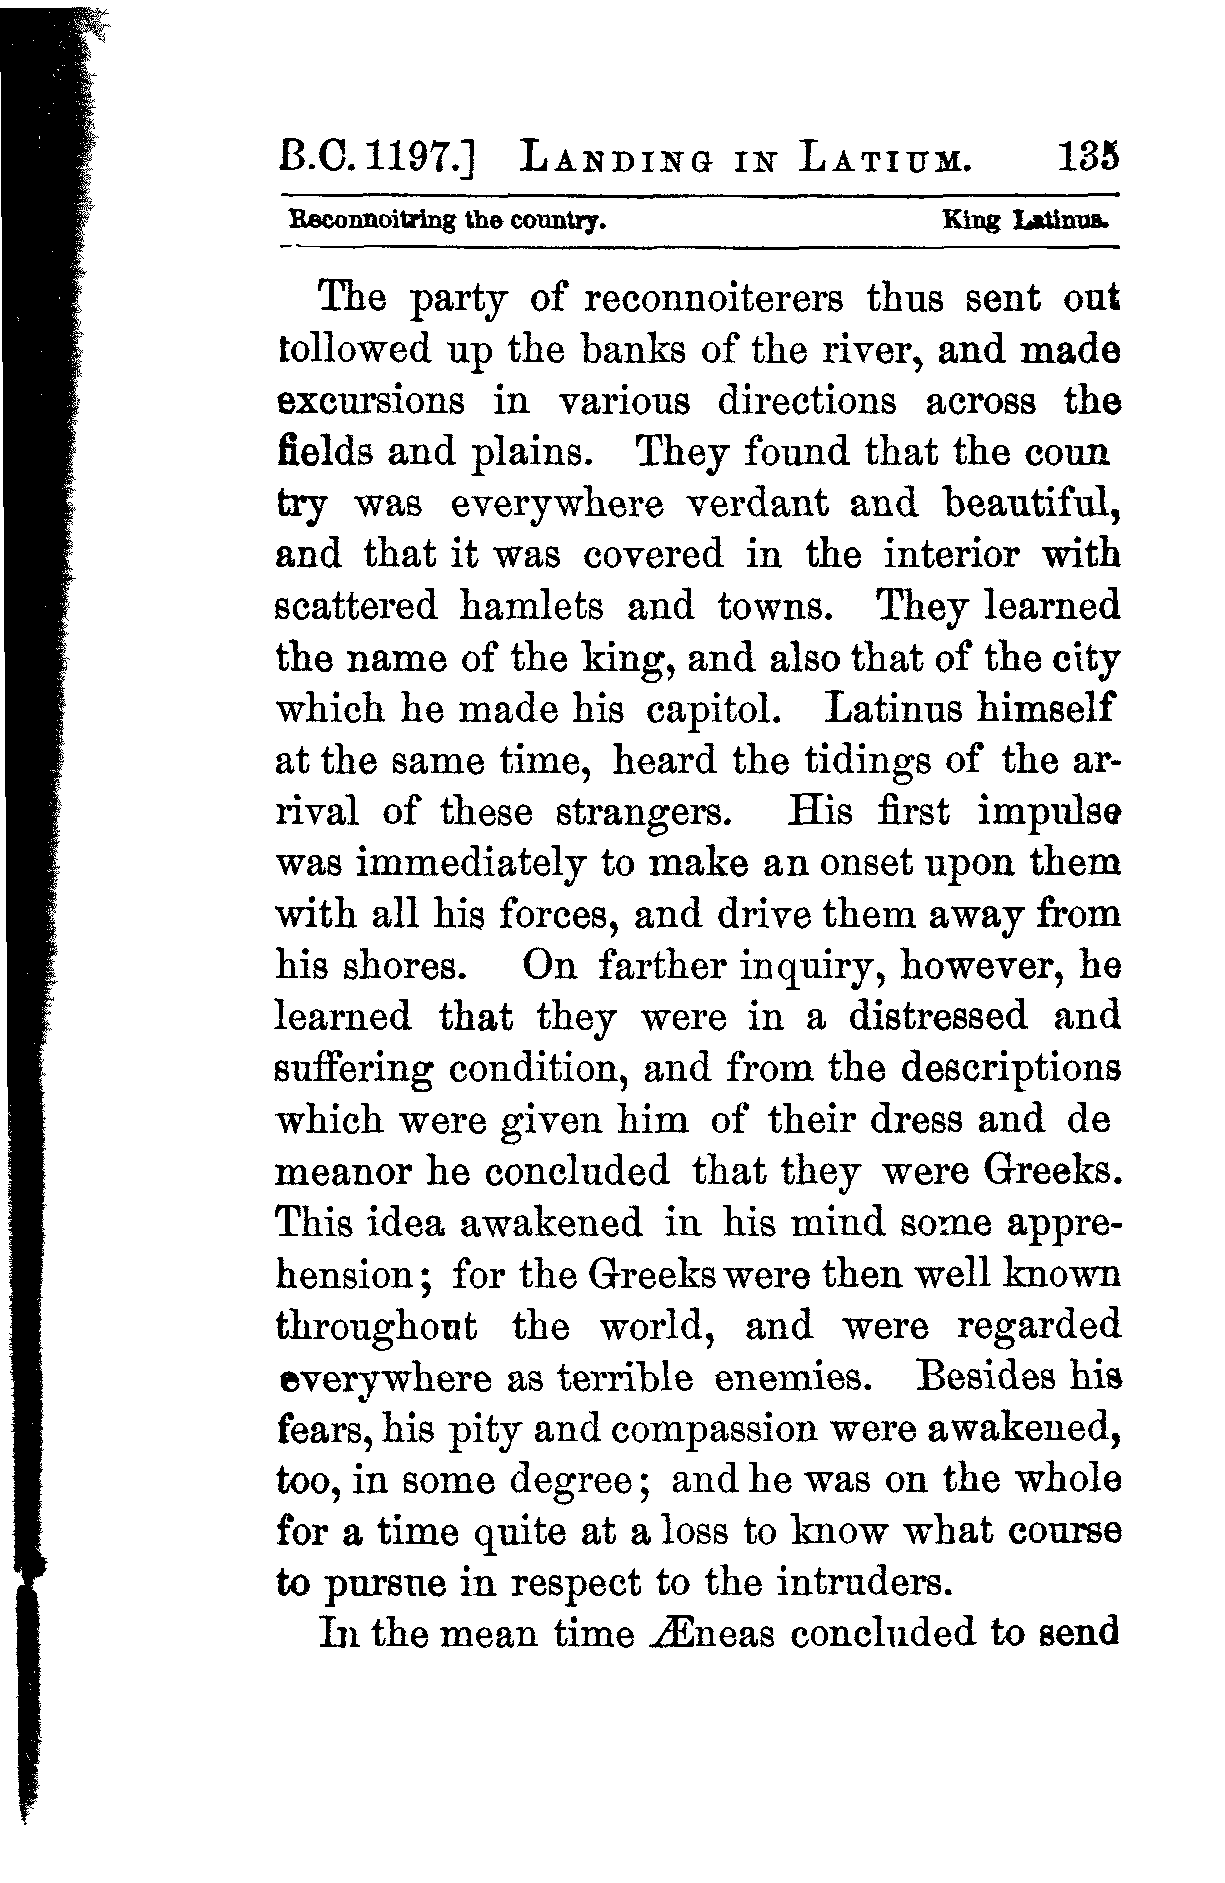 B.C. 1197.] LANDING IN LATIUM. 135
Reconnoitring the country. King Latinus.
The party of reconnoiterers thus sent out
followed up the banks of the river, and made
excursions in various directions across the
fields and plains. They found that the coun
try was everywhere verdant and beautiful,
and that it was covered in the interior with
scattered hamlets and towns. They learned
the name of the king, and also that of the city
which he made his capitol. Latinus himself
at the same time, heard the tidings of the ar-
rival of these strangers. His first impulse
was immediately to make an onset upon them
with all his forces, and drive them away from
his shores. On farther inquiry, however, he
learned that they were in a distressed and
suffering condition, and from the descriptions
which were given him of their dress and de
meanor he concluded that they were Greeks.
This idea awakened in his mind some appre-
hension; for the Greeks were then well known
throughout the world, and were regarded
everywhere as terrible enemies. Besides his
fears, his pity and compassion were awakened,
too, in some degree; and he was on the whole
for a time quite at a loss to know what course
to pursue in respect to the intruders.
In the mean time Æneas concluded to send